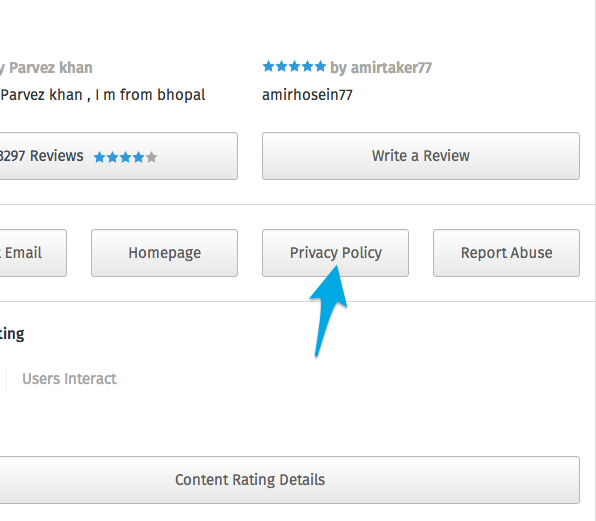 Parvez khan
by amirtaker77
Parvez khan , I m from bhopal
amirhosein77
3297 Reviews
Write a Review
Email
Homepage
Privacy Policy
Report Abuse
Users Interact
Content Rating Details